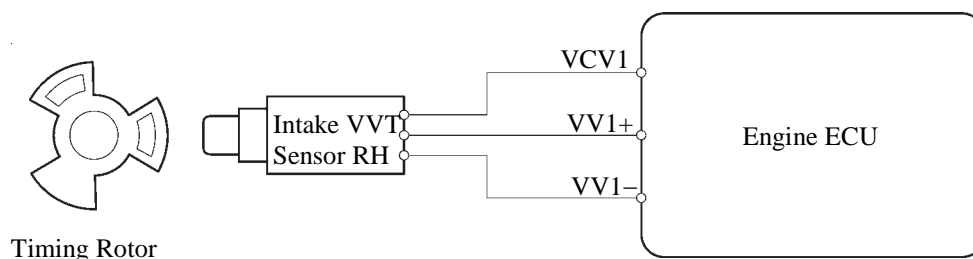 VCV1
Intake VVT
Sensor RH
VV1+
VV1−
Engine ECU
Timing Rotor